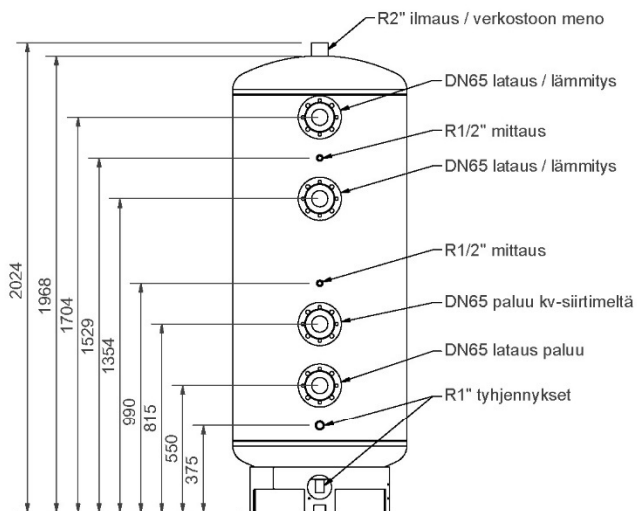 R2" ilmaus / verkostoon meno
DN65 lataus / lämmitys
R1/2" mittaus
DN65 lataus / lämmitys
R1/2" mittaus
DN65 paluu kv-siirtimeltä
DN65 lataus paluu
R1" tyhjennykset
2024
1968
1704
1529
1354
990
815
550
375